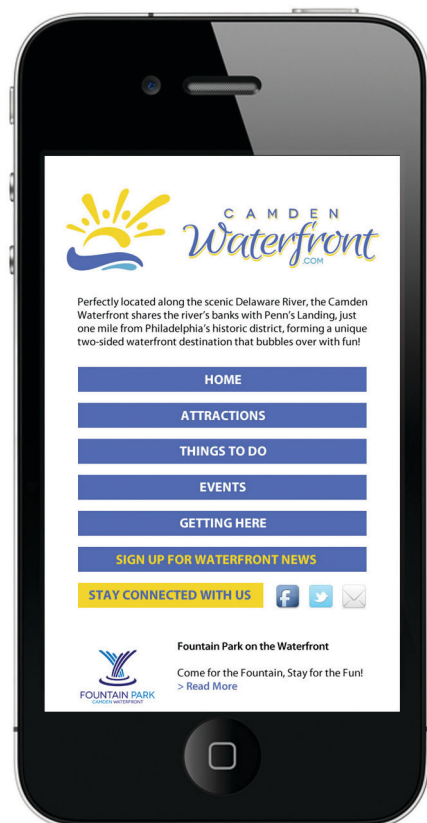 CAMDEN
Waterfront
.COM
Perfectly located along the scenic Delaware River, the Camden
Waterfront shares the river's banks with Penn's Landing, just
one mile from Philadelphia's historic district, forming a unique
two-sided waterfront destination that bubbles over with fun!
HOME
ATTRACTIONS
THINGS TO DO
EVENTS
GETTING HERE
SIGN UP FOR WATERFRONT NEWS
STAY CONNECTED WITH US
Fountain Park on the Waterfront
Come for the Fountain, Stay for the Fun!
> Read More
FOUNTAIN PARK
CAMDEN WATERFRONT